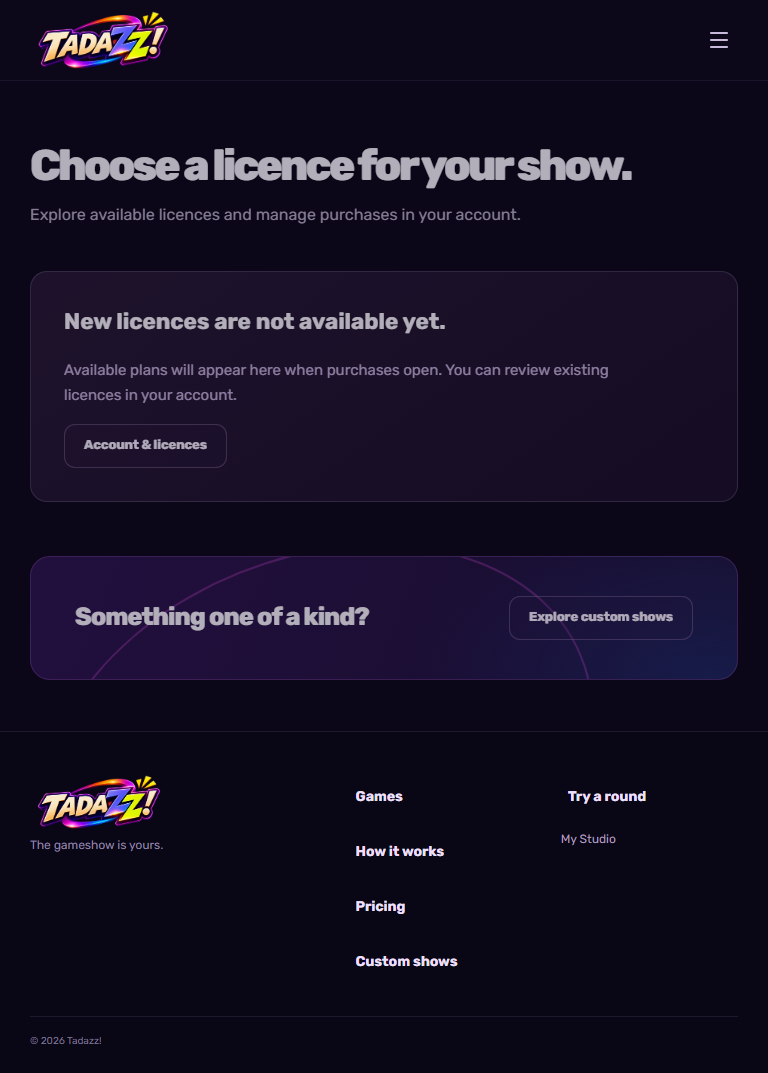 TADAZZ!
Choose a licence for your show.
Explore available licences and manage purchases in your account.
New licences are not available yet.
Available plans will appear here when purchases open. You can review existing
licences in your account.
Account & licences
Something one of a kind?
Explore custom shows
TADAZZ!
The gameshow is yours.
Games
How it works
Pricing
Custom shows
Try a round
My Studio
© 2026 Tadazz!